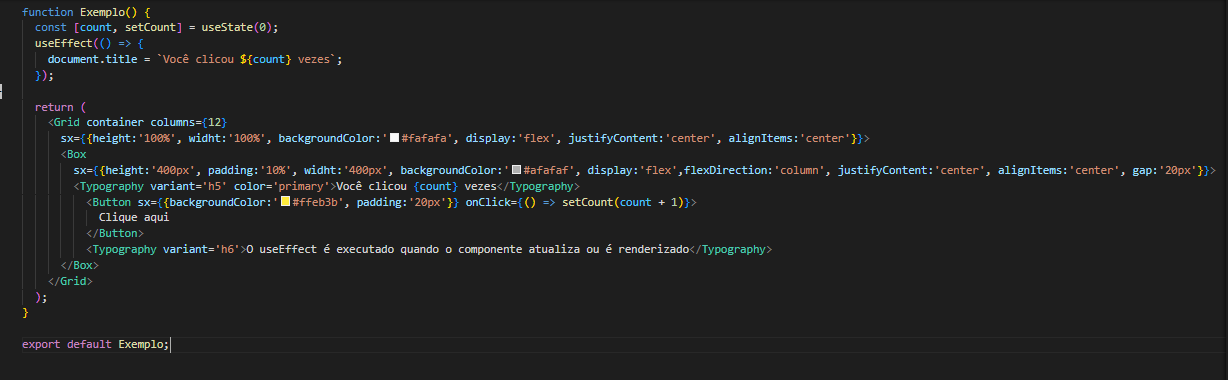 function Exemplo() {
const [count, setCount] = useState(0);
useEffect(() => {
document.title = `Você clicou ${count} vezes`;
});
return (
<Grid container columns={12}
sx={{height:'100%', widht:'100%', backgroundColor:'#fafafa', display:'flex', justifyContent:'center', alignItems:'center'}}>
<Box
sx={{height:'400px', padding:'10%', widht:'400px', backgroundColor:'#afafaf', display:'flex',flexDirection:'column', justifyContent:'center', alignItems:'center', gap:'20px'}}>
<Typography variant='h5' color='primary'>Você clicou {count} vezes</Typography>
<Button sx={{backgroundColor:'#ffeb3b', padding:'20px'}} onClick={() => setCount(count + 1)}>
Clique aqui
</Button>
<Typography variant='h6'>O useEffect é executado quando o componente atualiza ou é renderizado</Typography>
</Box>
</Grid>
);
}
export default Exemplo;